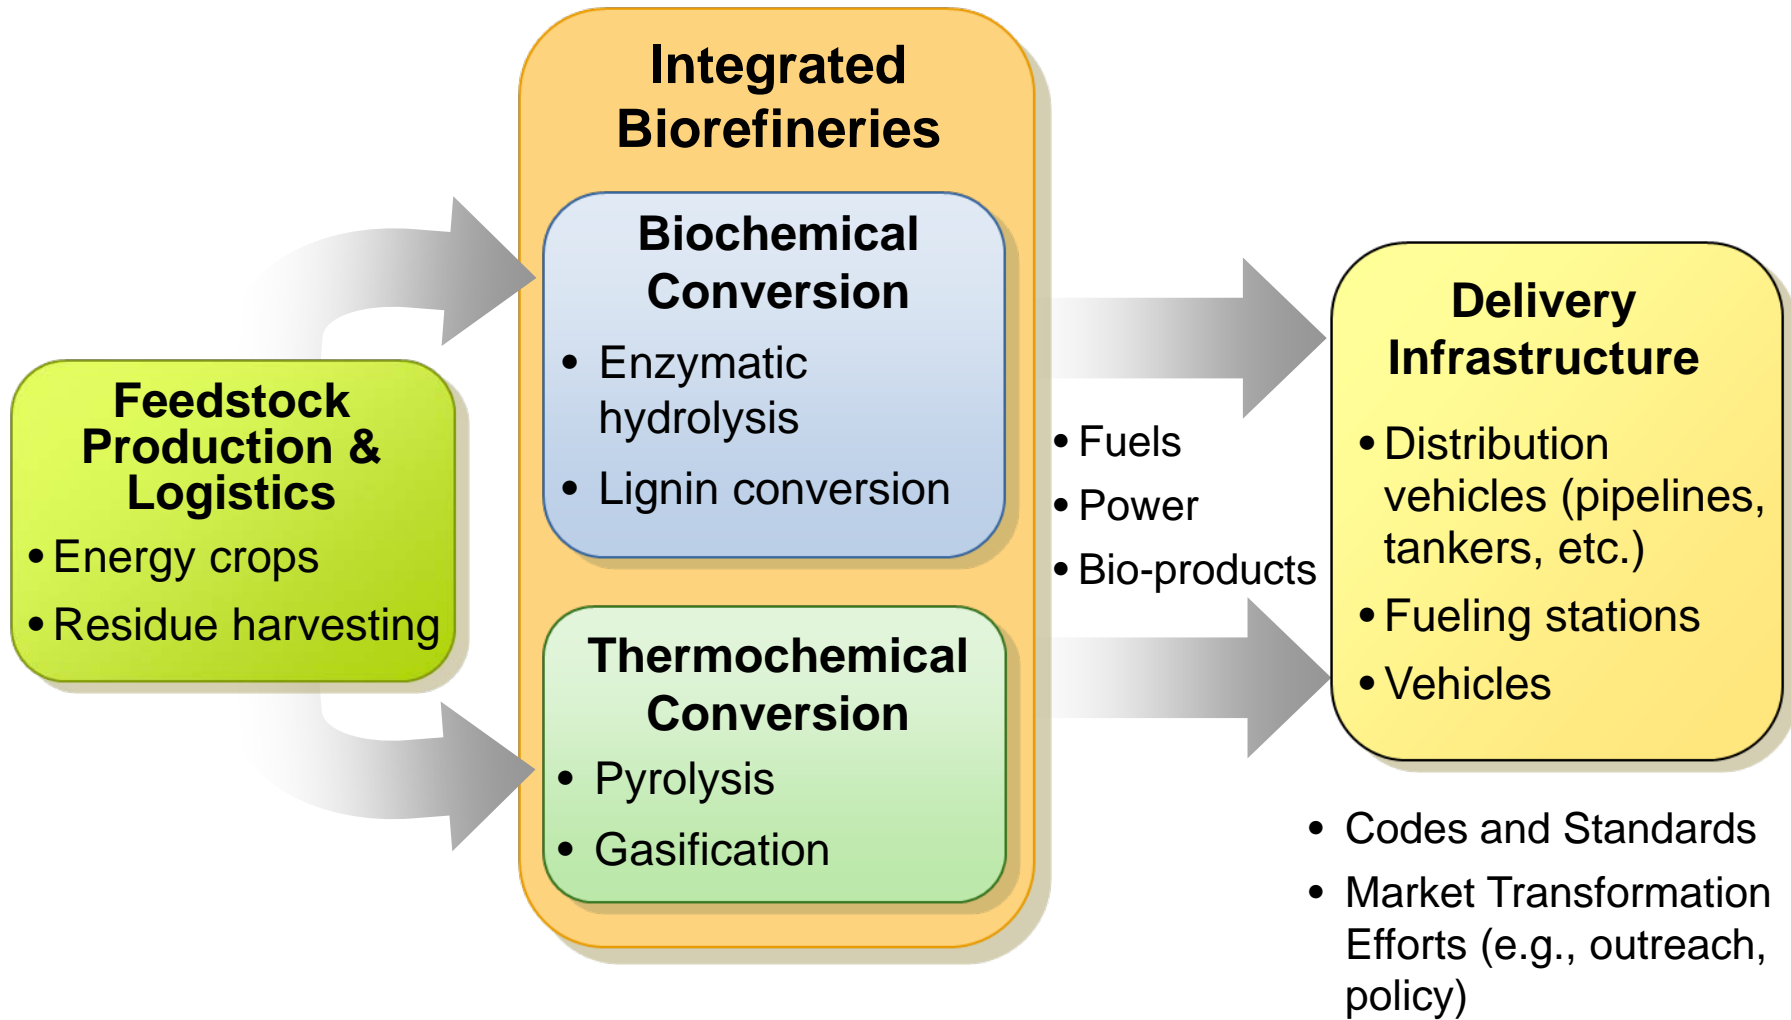 Feedstock
Production &
Logistics
• Energy crops
• Residue harvesting
Integrated
Biorefineries
Biochemical
Conversion
• Enzymatic
hydrolysis
• Lignin conversion
Thermochemical
Conversion
• Pyrolysis
• Gasification
• Fuels
• Power
• Bio-products
Delivery
Infrastructure
• Distribution
vehicles (pipelines,
tankers, etc.)
• Fueling stations
• Vehicles
• Codes and Standards
• Market Transformation
Efforts (e.g., outreach,
policy)